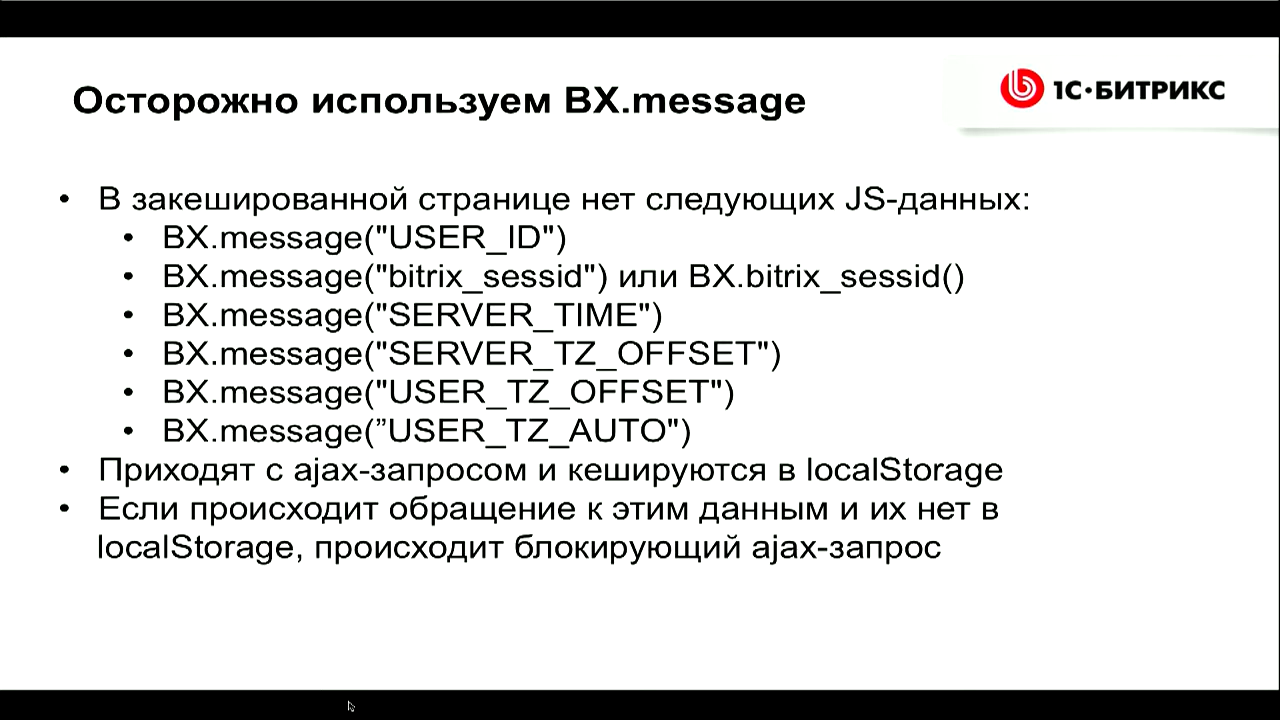 Осторожно используем BX.message
1С·БИТРИКС
• В закешированной странице нет следующих JS-данных:
• BX.message("USER_ID")
• BX.message("bitrix_sessid") или BX.bitrix_sessid()
• BX.message("SERVER_TIME")
• BX.message("SERVER_TZ_OFFSET")
• BX.message("USER_TZ_OFFSET")
• BX.message(”USER_TZ_AUTO")
• Приходят с ajax-запросом и кешируются в localStorage
• Если происходит обращение к этим данным и их нет в
localStorage, происходит блокирующий ajax-запрос